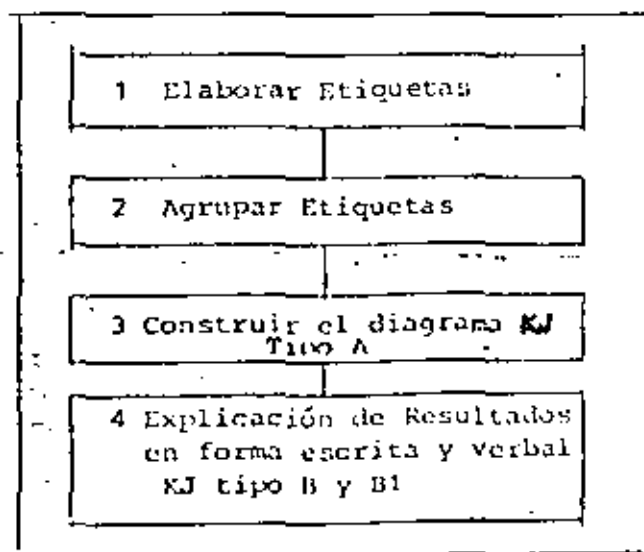 1 Elaborar Etiquetas
2 Agrupar Etiquetas
3 Construir el diagrama KJ
Tipo A
4 Explicación de Resultados
en forma escrita y verbal
KJ tipo B y B1